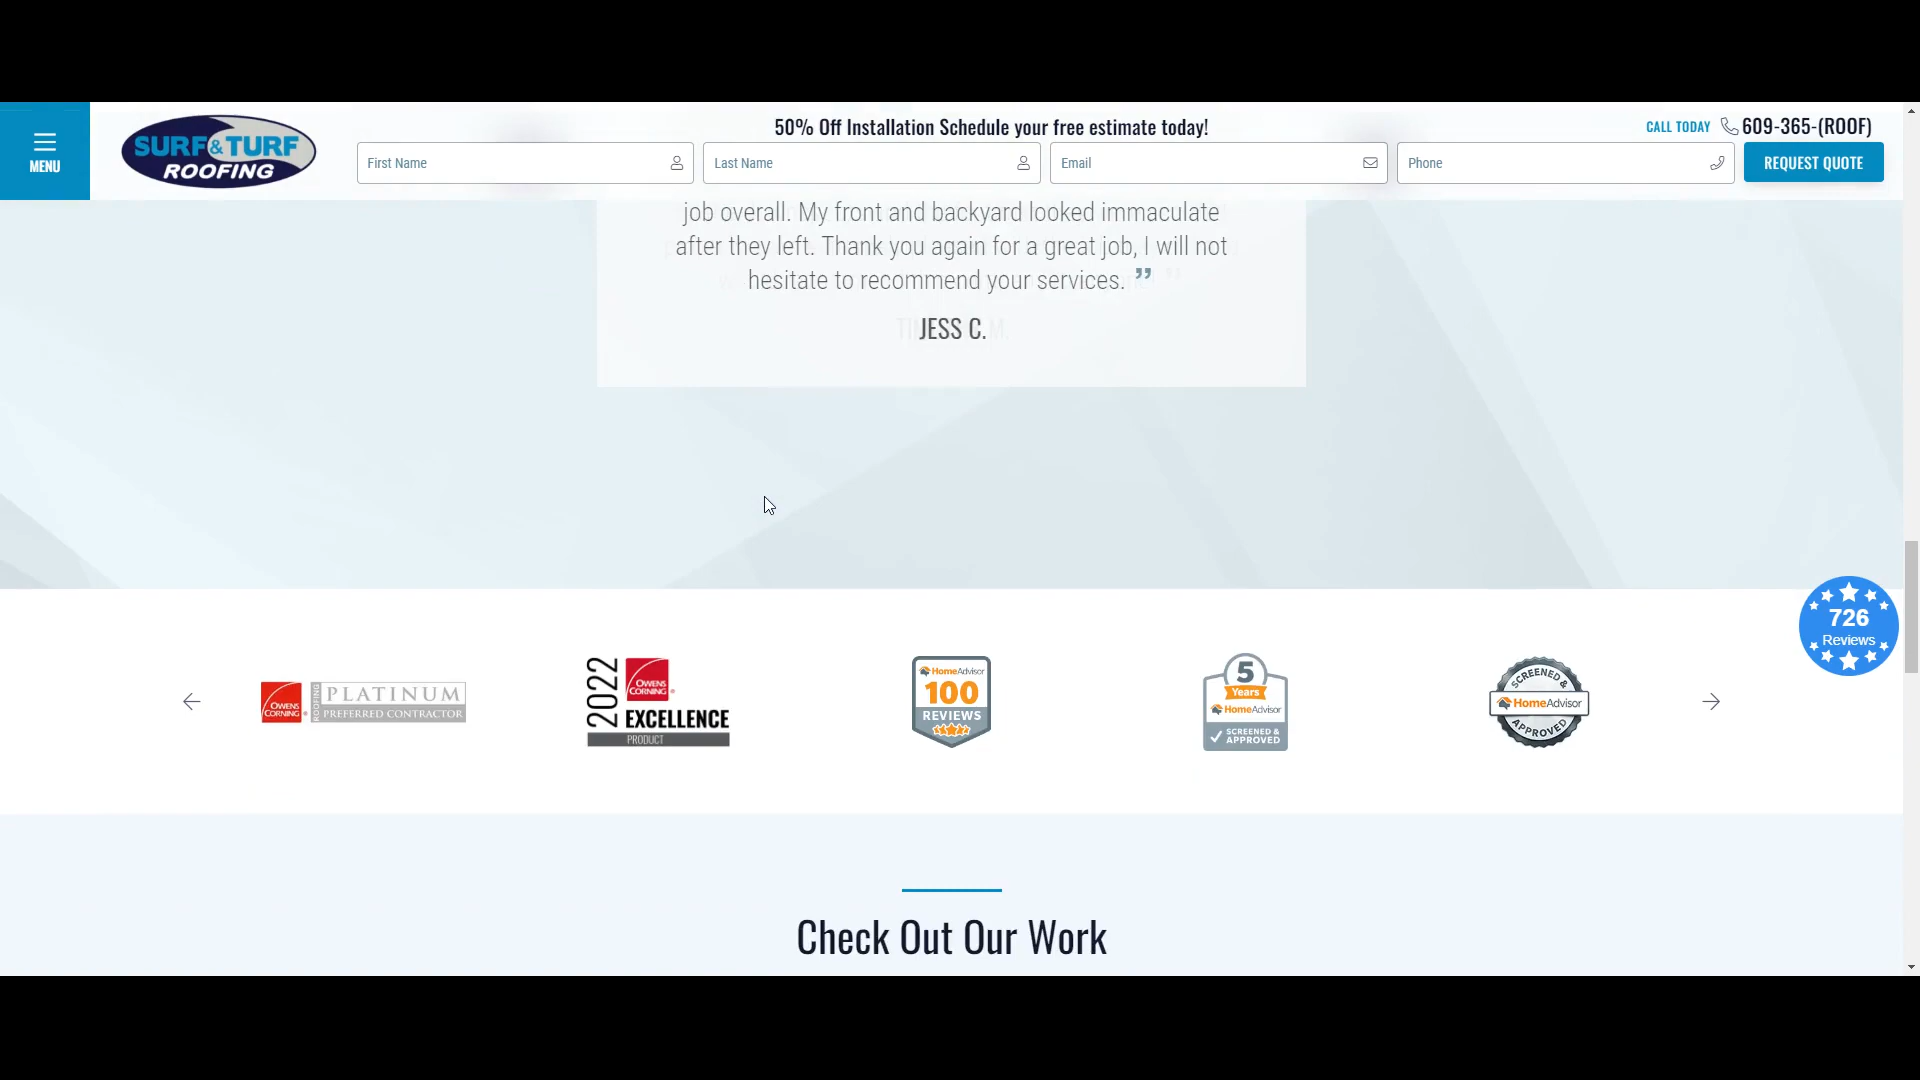 MENU
SURF & TURF
ROOFING
50% Off Installation Schedule your free estimate today!
CALL TODAY 609-365-(ROOF)
First Name
Last Name
Email
Phone
REQUEST QUOTE
job overall. My front and backyard looked immaculate
after they left. Thank you again for a great job, I will not
hesitate to recommend your services. ”
JESS C.
726
Reviews
OWENS
CORNING
ROOFING
PLATINUM
PREFERRED CONTRACTOR
2022
OWENS
CORNING
EXCELLENCE
PRODUCT
HomeAdvisor
100
REVIEWS
5
Years
HomeAdvisor
SCREENED &
APPROVED
SCREENED &
HomeAdvisor
APPROVED
Check Out Our Work